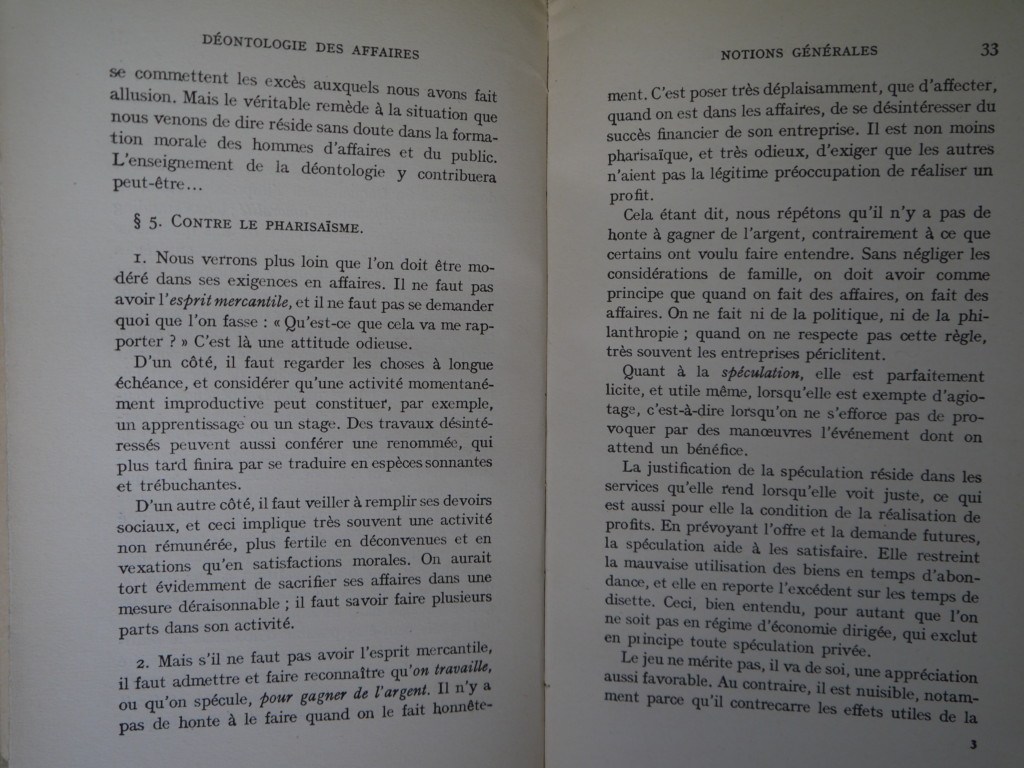 DÉONTOLOGIE DES AFFAIRES
se commettent les excès auxquels nous avons fait
allusion. Mais le véritable remède à la situation que
nous venons de dire réside sans doute dans la forma-
tion morale des hommes d'affaires et du public.
L'enseignement de la déontologie y contribuera
peut-être...
§ 5. CONTRE LE PHARISAÏSME.
1. Nous verrons plus loin que l'on doit être mo-
déré dans ses exigences en affaires. Il ne faut pas
avoir l'esprit mercantile, et il ne faut pas se demander
quoi que l'on fasse : « Qu'est-ce que cela va me rap-
porter ? » C'est là une attitude odieuse.
D'un côté, il faut regarder les choses à longue
échéance, et considérer qu'une activité momentané-
ment improductive peut constituer, par exemple,
un apprentissage ou un stage. Des travaux désinté-
ressés peuvent aussi conférer une renommée, qui
plus tard finira par se traduire en espèces sonnantes
et trébuchantes.
D'un autre côté, il faut veiller à remplir ses devoirs
sociaux, et ceci implique très souvent une activité
non rémunérée, plus fertile en déconvenues et en
vexations qu'en satisfactions morales. On aurait
tort évidemment de sacrifier ses affaires dans une
mesure déraisonnable ; il faut savoir faire plusieurs
parts dans son activité.
2. Mais s'il ne faut pas avoir l'esprit mercantile,
il faut admettre et faire reconnaître qu'on travaille,
ou qu'on spécule, pour gagner de l'argent. Il n'y a
pas de honte à le faire quand on le fait honnête-
NOTIONS GÉNÉRALES 33
ment. C'est poser très déplaisamment, que d'affecter,
quand on est dans les affaires, de se désintéresser du
succès financier de son entreprise. Il est non moins
pharisaïque, et très odieux, d'exiger que les autres
n'aient pas la légitime préoccupation de réaliser un
profit.
Cela étant dit, nous répétons qu'il n'y a pas de
honte à gagner de l'argent, contrairement à ce que
certains ont voulu faire entendre. Sans négliger les
considérations de famille, on doit avoir comme
principe que quand on fait des affaires, on fait des
affaires. On ne fait ni de la politique, ni de la phi-
lanthropie ; quand on ne respecte pas cette règle,
très souvent les entreprises périclitent.
Quant à la spéculation, elle est parfaitement
licite, et utile même, lorsqu'elle est exempte d'agio-
tage, c'est-à-dire lorsqu'on ne s'efforce pas de pro-
voquer par des manœuvres l'événement dont on
attend un bénéfice.
La justification de la spéculation réside dans les
services qu'elle rend lorsqu'elle voit juste, ce qui
est aussi pour elle la condition de la réalisation de
profits. En prévoyant l'offre et la demande futures,
la spéculation aide à les satisfaire. Elle restreint
la mauvaise utilisation des biens en temps d'abon-
dance, et elle en reporte l'excédent sur les temps de
disette. Ceci, bien entendu, pour autant que l'on
ne soit pas en régime d'économie dirigée, qui exclut
en principe toute spéculation privée.
Le jeu ne mérite pas, il va de soi, une appréciation
aussi favorable. Au contraire, il est nuisible, notam-
ment parce qu'il contrecarre les effets utiles de la
3